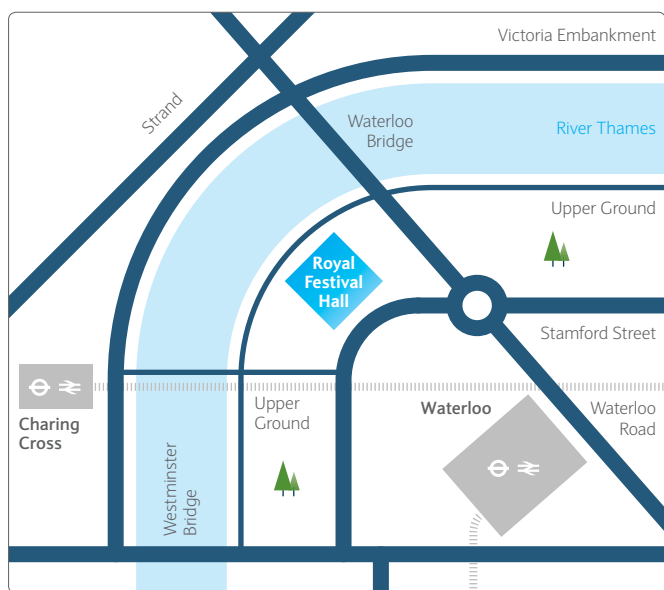 Victoria Embankment
Strand
Waterloo
Bridge
River Thames
Upper Ground
Royal
Festival
Hall
Stamford Street
Charing
Cross
Upper
Ground
Waterloo
Waterloo
Road
Westminster
Bridge